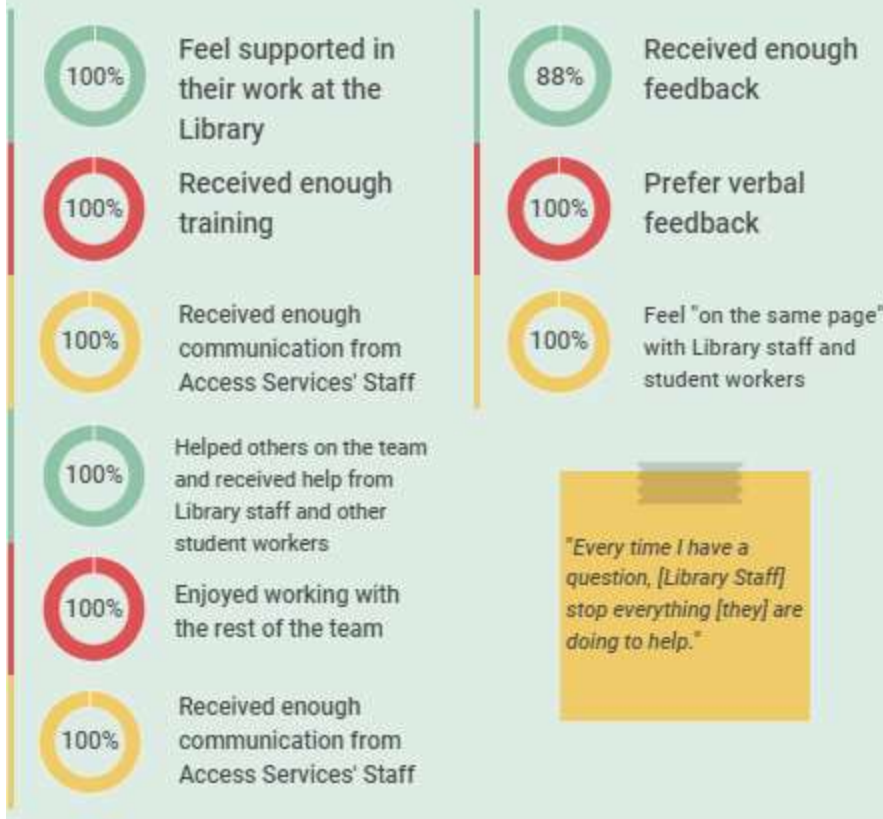 100%
Feel supported in
their work at the
Library
100%
Received enough
training
100%
Received enough
communication from
Access Services' Staff
100%
Helped others on the team
and received help from
Library staff and other
student workers
100%
Enjoyed working with
the rest of the team
100%
Received enough
communication from
Access Services' Staff
88%
Received enough
feedback
100%
Prefer verbal
feedback
100%
Feel "on the same page"
with Library staff and
student workers
"Every time I have a
question, [Library Staff]
stop everything [they] are
doing to help."